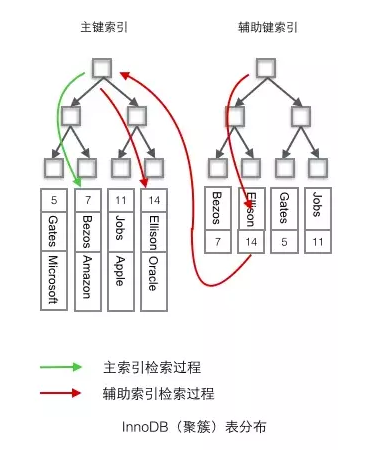 主键索引
辅助键索引
5
7
11
14
Gates
Bezos
Jobs
Ellison
Microsoft
Amazon
Apple
Oracle
Bezos
Ellison
Gates
Jobs
7
14
5
11
主索引检索过程
辅助索引检索过程
InnoDB（聚簇）表分布